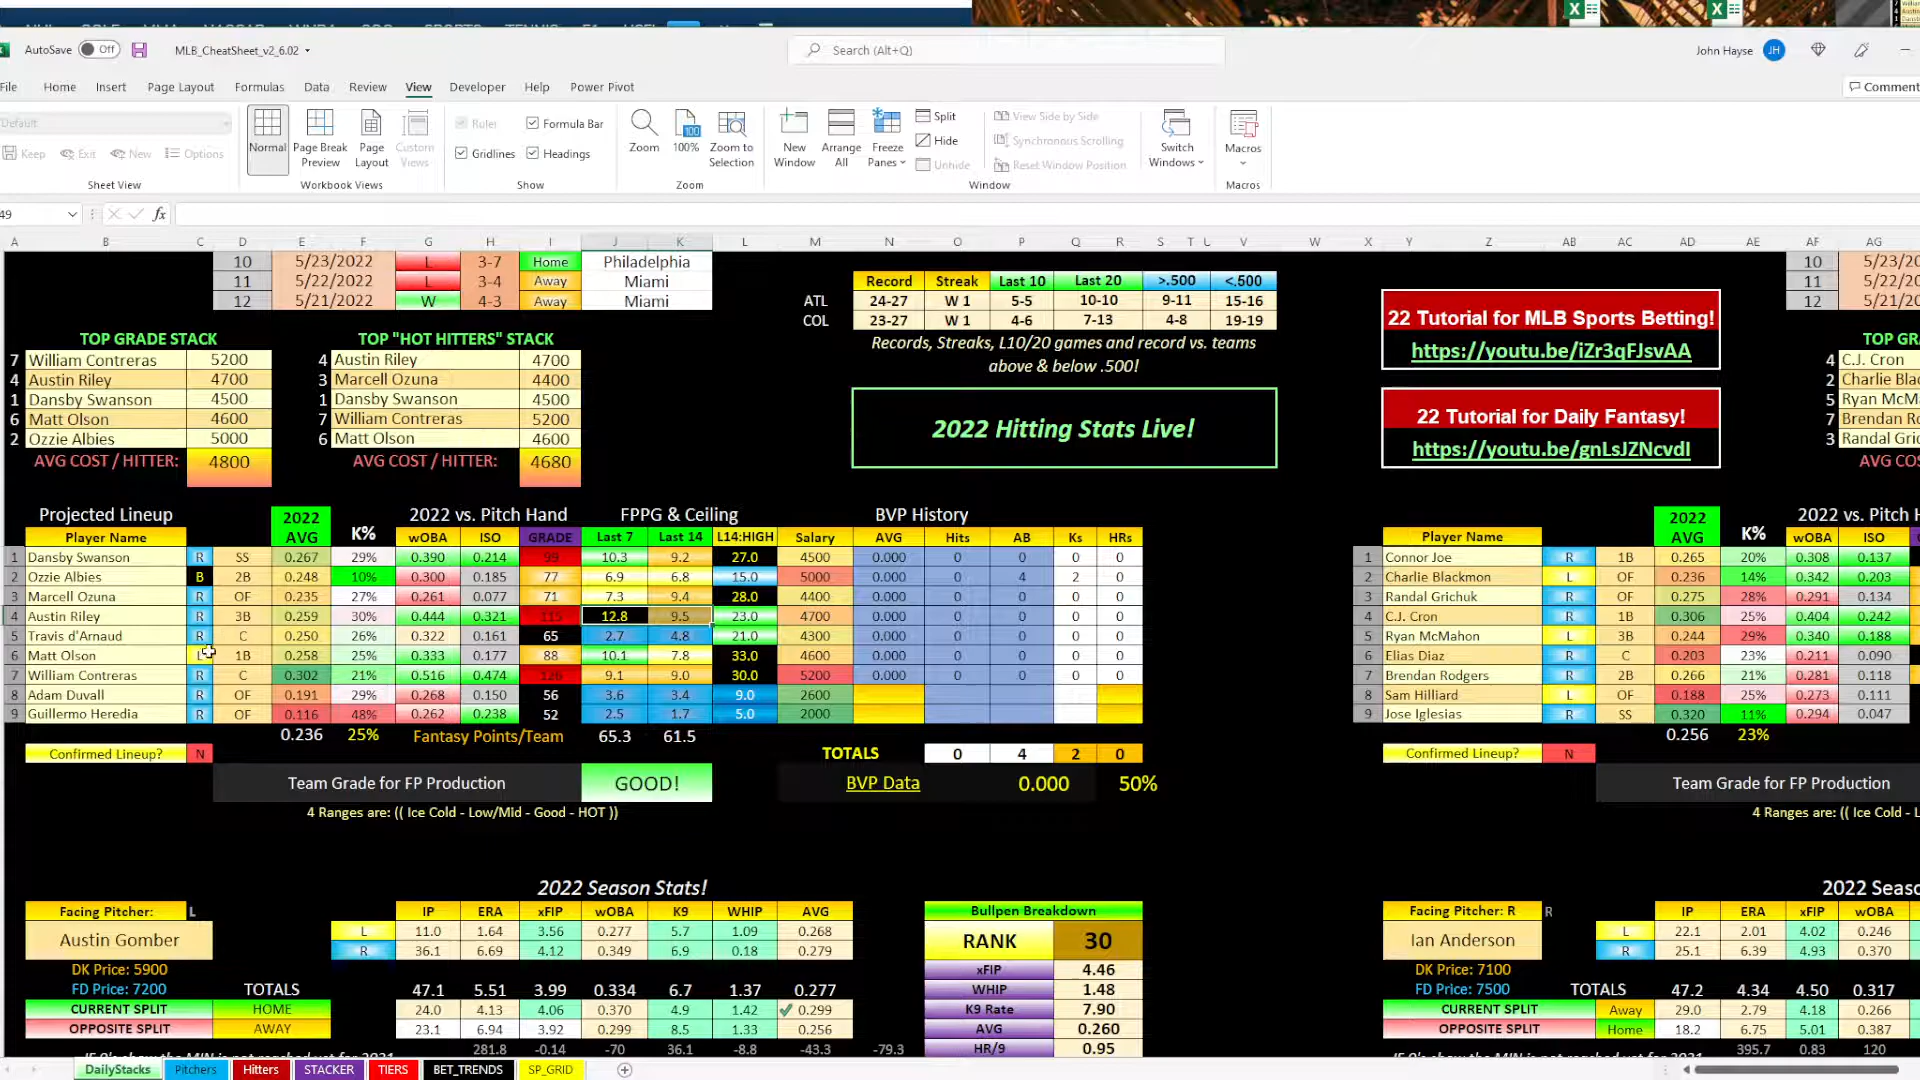 AutoSave Off MLB_CheatSheet_v2_6.02 Search (Alt+Q) John Hayse JH
File Home Insert Page Layout Formulas Data Review View Developer Help Power Pivot Comment
Default Keep Exit New Options Sheet View
Normal Page Break Preview Page Layout Custom Views Workbook Views
Ruler Formula Bar Gridlines Headings Show
Zoom 100% Zoom to Selection Zoom
New Window Arrange All Freeze Panes Split Hide Unhide View Side by Side Synchronous Scrolling Reset Window Position Switch Windows Window
Macros Macros
49 fx
A B C D E F G H I J K L M N O P Q R S T U V W X Y Z AB AC AD AE AF AG
10 5/23/2022 L 3-7 Home Philadelphia
11 5/22/2022 L 3-4 Away Miami
12 5/21/2022 W 4-3 Away Miami
Record Streak Last 10 Last 20 >.500 <.500
ATL 24-27 W 1 5-5 10-10 9-11 15-16
COL 23-27 W 1 4-6 7-13 4-8 19-19
Records, Streaks, L10/20 games and record vs. teams
above & below .500!
2022 Hitting Stats Live!
22 Tutorial for MLB Sports Betting!
https://youtu.be/iZr3qFJsvAA
22 Tutorial for Daily Fantasy!
https://youtu.be/gnLsJZNcvdI
10 5/23/20
11 5/22/20
12 5/21/20
TOP GRADE STACK
7 William Contreras 5200
4 Austin Riley 4700
1 Dansby Swanson 4500
6 Matt Olson 4600
2 Ozzie Albies 5000
AVG COST / HITTER: 4800
TOP "HOT HITTERS" STACK
4 Austin Riley 4700
3 Marcell Ozuna 4400
1 Dansby Swanson 4500
7 William Contreras 5200
6 Matt Olson 4600
AVG COST / HITTER: 4680
TOP GR
4 C.J. Cron
2 Charlie Blac
5 Ryan McMa
7 Brendan Ro
3 Randal Gric
AVG COS
Projected Lineup 2022 AVG K% 2022 vs. Pitch Hand FPPG & Ceiling BVP History
Player Name wOBA ISO GRADE Last 7 Last 14 L14:HIGH Salary AVG Hits AB Ks HRs
1 Dansby Swanson R SS 0.267 29% 0.390 0.214 99 10.3 9.2 27.0 4500 0.000 0 0 0 0
2 Ozzie Albies B 2B 0.248 10% 0.300 0.185 77 6.9 6.8 15.0 5000 0.000 0 4 2 0
3 Marcell Ozuna R OF 0.235 27% 0.261 0.077 71 7.3 9.4 28.0 4400 0.000 0 0 0 0
4 Austin Riley R 3B 0.259 30% 0.444 0.321 115 12.8 9.5 23.0 4700 0.000 0 0 0 0
5 Travis d'Arnaud R C 0.250 26% 0.322 0.161 65 2.7 4.8 21.0 4300 0.000 0 0 0 0
6 Matt Olson L 1B 0.258 25% 0.333 0.177 88 10.1 7.8 33.0 4600 0.000 0 0 0 0
7 William Contreras R C 0.302 21% 0.516 0.474 126 9.1 9.0 30.0 5200 0.000 0 0 0 0
8 Adam Duvall R OF 0.191 29% 0.268 0.150 56 3.6 3.4 9.0 2600
9 Guillermo Heredia R OF 0.116 48% 0.262 0.238 52 2.5 1.7 5.0 2000
0.236 25% Fantasy Points/Team 65.3 61.5
Confirmed Lineup? N TOTALS 0 4 2 0
Team Grade for FP Production GOOD! BVP Data 0.000 50%
4 Ranges are: (( Ice Cold - Low/Mid - Good - HOT ))
2022 AVG K% 2022 vs. Pitch H
Player Name wOBA ISO
1 Connor Joe R 1B 0.265 20% 0.308 0.137
2 Charlie Blackmon L OF 0.236 14% 0.342 0.203
3 Randal Grichuk R OF 0.275 28% 0.291 0.134
4 C.J. Cron R 1B 0.306 25% 0.404 0.242
5 Ryan McMahon L 3B 0.244 29% 0.340 0.188
6 Elias Diaz R C 0.203 23% 0.211 0.090
7 Brendan Rodgers R 2B 0.266 21% 0.281 0.118
8 Sam Hilliard L OF 0.188 25% 0.273 0.111
9 Jose Iglesias R SS 0.320 11% 0.294 0.047
0.256 23%
Confirmed Lineup? N
Team Grade for FP Production
4 Ranges are: (( Ice Cold - L
2022 Season Stats!
Facing Pitcher: L IP ERA xFIP wOBA K9 WHIP AVG
Austin Gomber
L 11.0 1.64 3.56 0.277 5.7 1.09 0.268
R 36.1 6.69 4.12 0.349 6.9 0.18 0.279
DK Price: 5900
FD Price: 7200 TOTALS 47.1 5.51 3.99 0.334 6.7 1.37 0.277
CURRENT SPLIT HOME 24.0 4.13 4.06 0.370 4.9 1.42 0.299
OPPOSITE SPLIT AWAY 23.1 6.94 3.92 0.299 8.5 1.33 0.256
281.8 -0.14 -70 36.1 -8.8 -43.3 -79.3
Bullpen Breakdown
RANK 30
xFIP 4.46
WHIP 1.48
K9 Rate 7.90
AVG 0.260
HR/9 0.95
2022 Seaso
Facing Pitcher: R R IP ERA xFIP wOBA
Ian Anderson
L 22.1 2.01 4.02 0.246
R 25.1 6.39 4.93 0.370
DK Price: 7100
FD Price: 7500 TOTALS 47.2 4.34 4.50 0.317
CURRENT SPLIT Away 29.0 2.79 4.18 0.266
OPPOSITE SPLIT Home 18.2 6.75 5.01 0.387
395.7 0.83 120
DailyStacks Pitchers Hitters STACKER TIERS BET_TRENDS SP_GRID